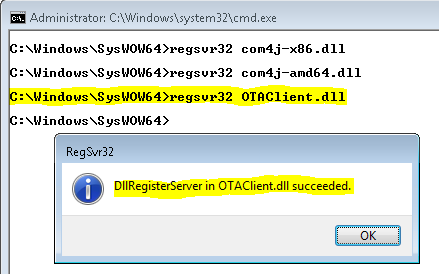 Administrator: C:\Windows\system32\cmd.exe
C:\Windows\SysWOW64>regsvr32 com4j-x86.dll
C:\Windows\SysWOW64>regsvr32 com4j-amd64.dll
C:\Windows\SysWOW64>regsvr32 OTAClient.dll
C:\Windows\SysWOW64>
RegSvr32
DllRegisterServer in OTAClient.dll succeeded.
OK